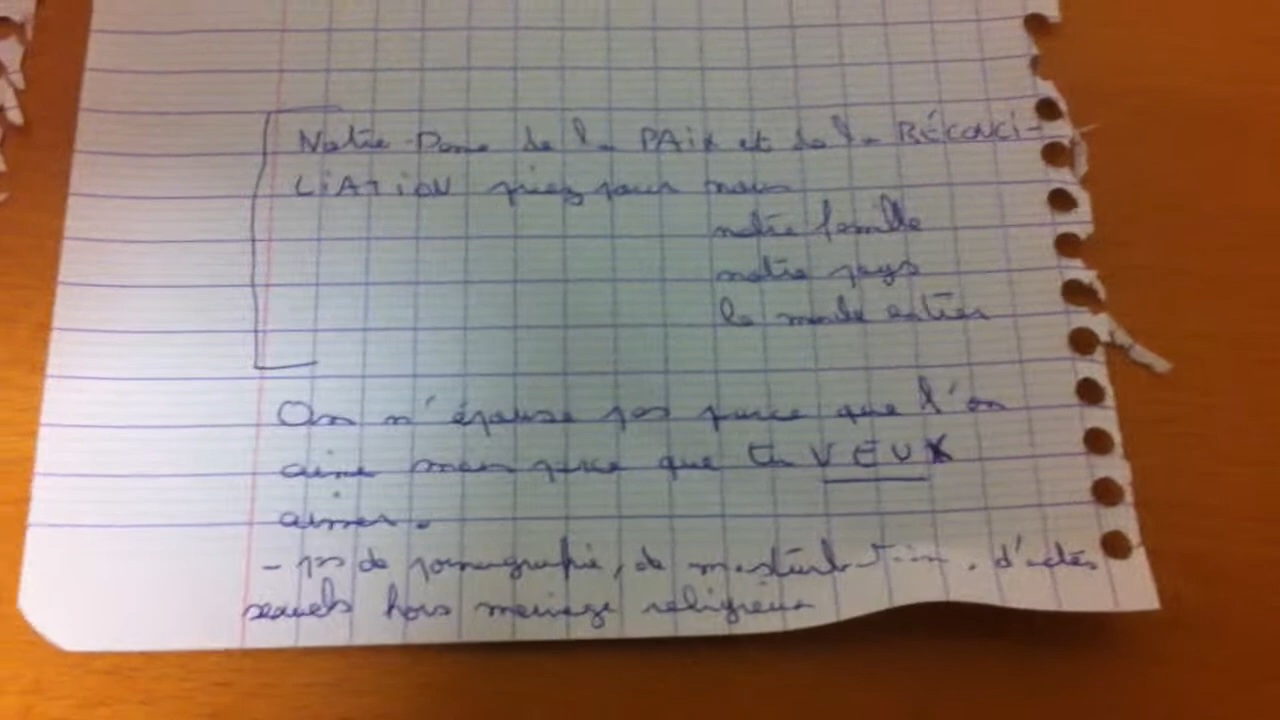 Notre-Dame de la PAix et de la RÉCONCI-
LiATiON priez pour nous
notre famille
notre pays
le monde entier
On n'épouse pas parce que l'on
aime mais parce que tu VEUX
aimer.
- pas de pornographie, de masturbation, d'actes
sexuels hors mariage religieux